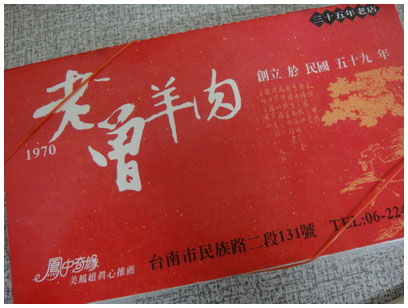 三十五年老店
創立於民國五十九年
老曾羊肉
1970
鳳中奇緣
美鳳姐真心推薦
台南市民族路二段131號 TEL:06-224